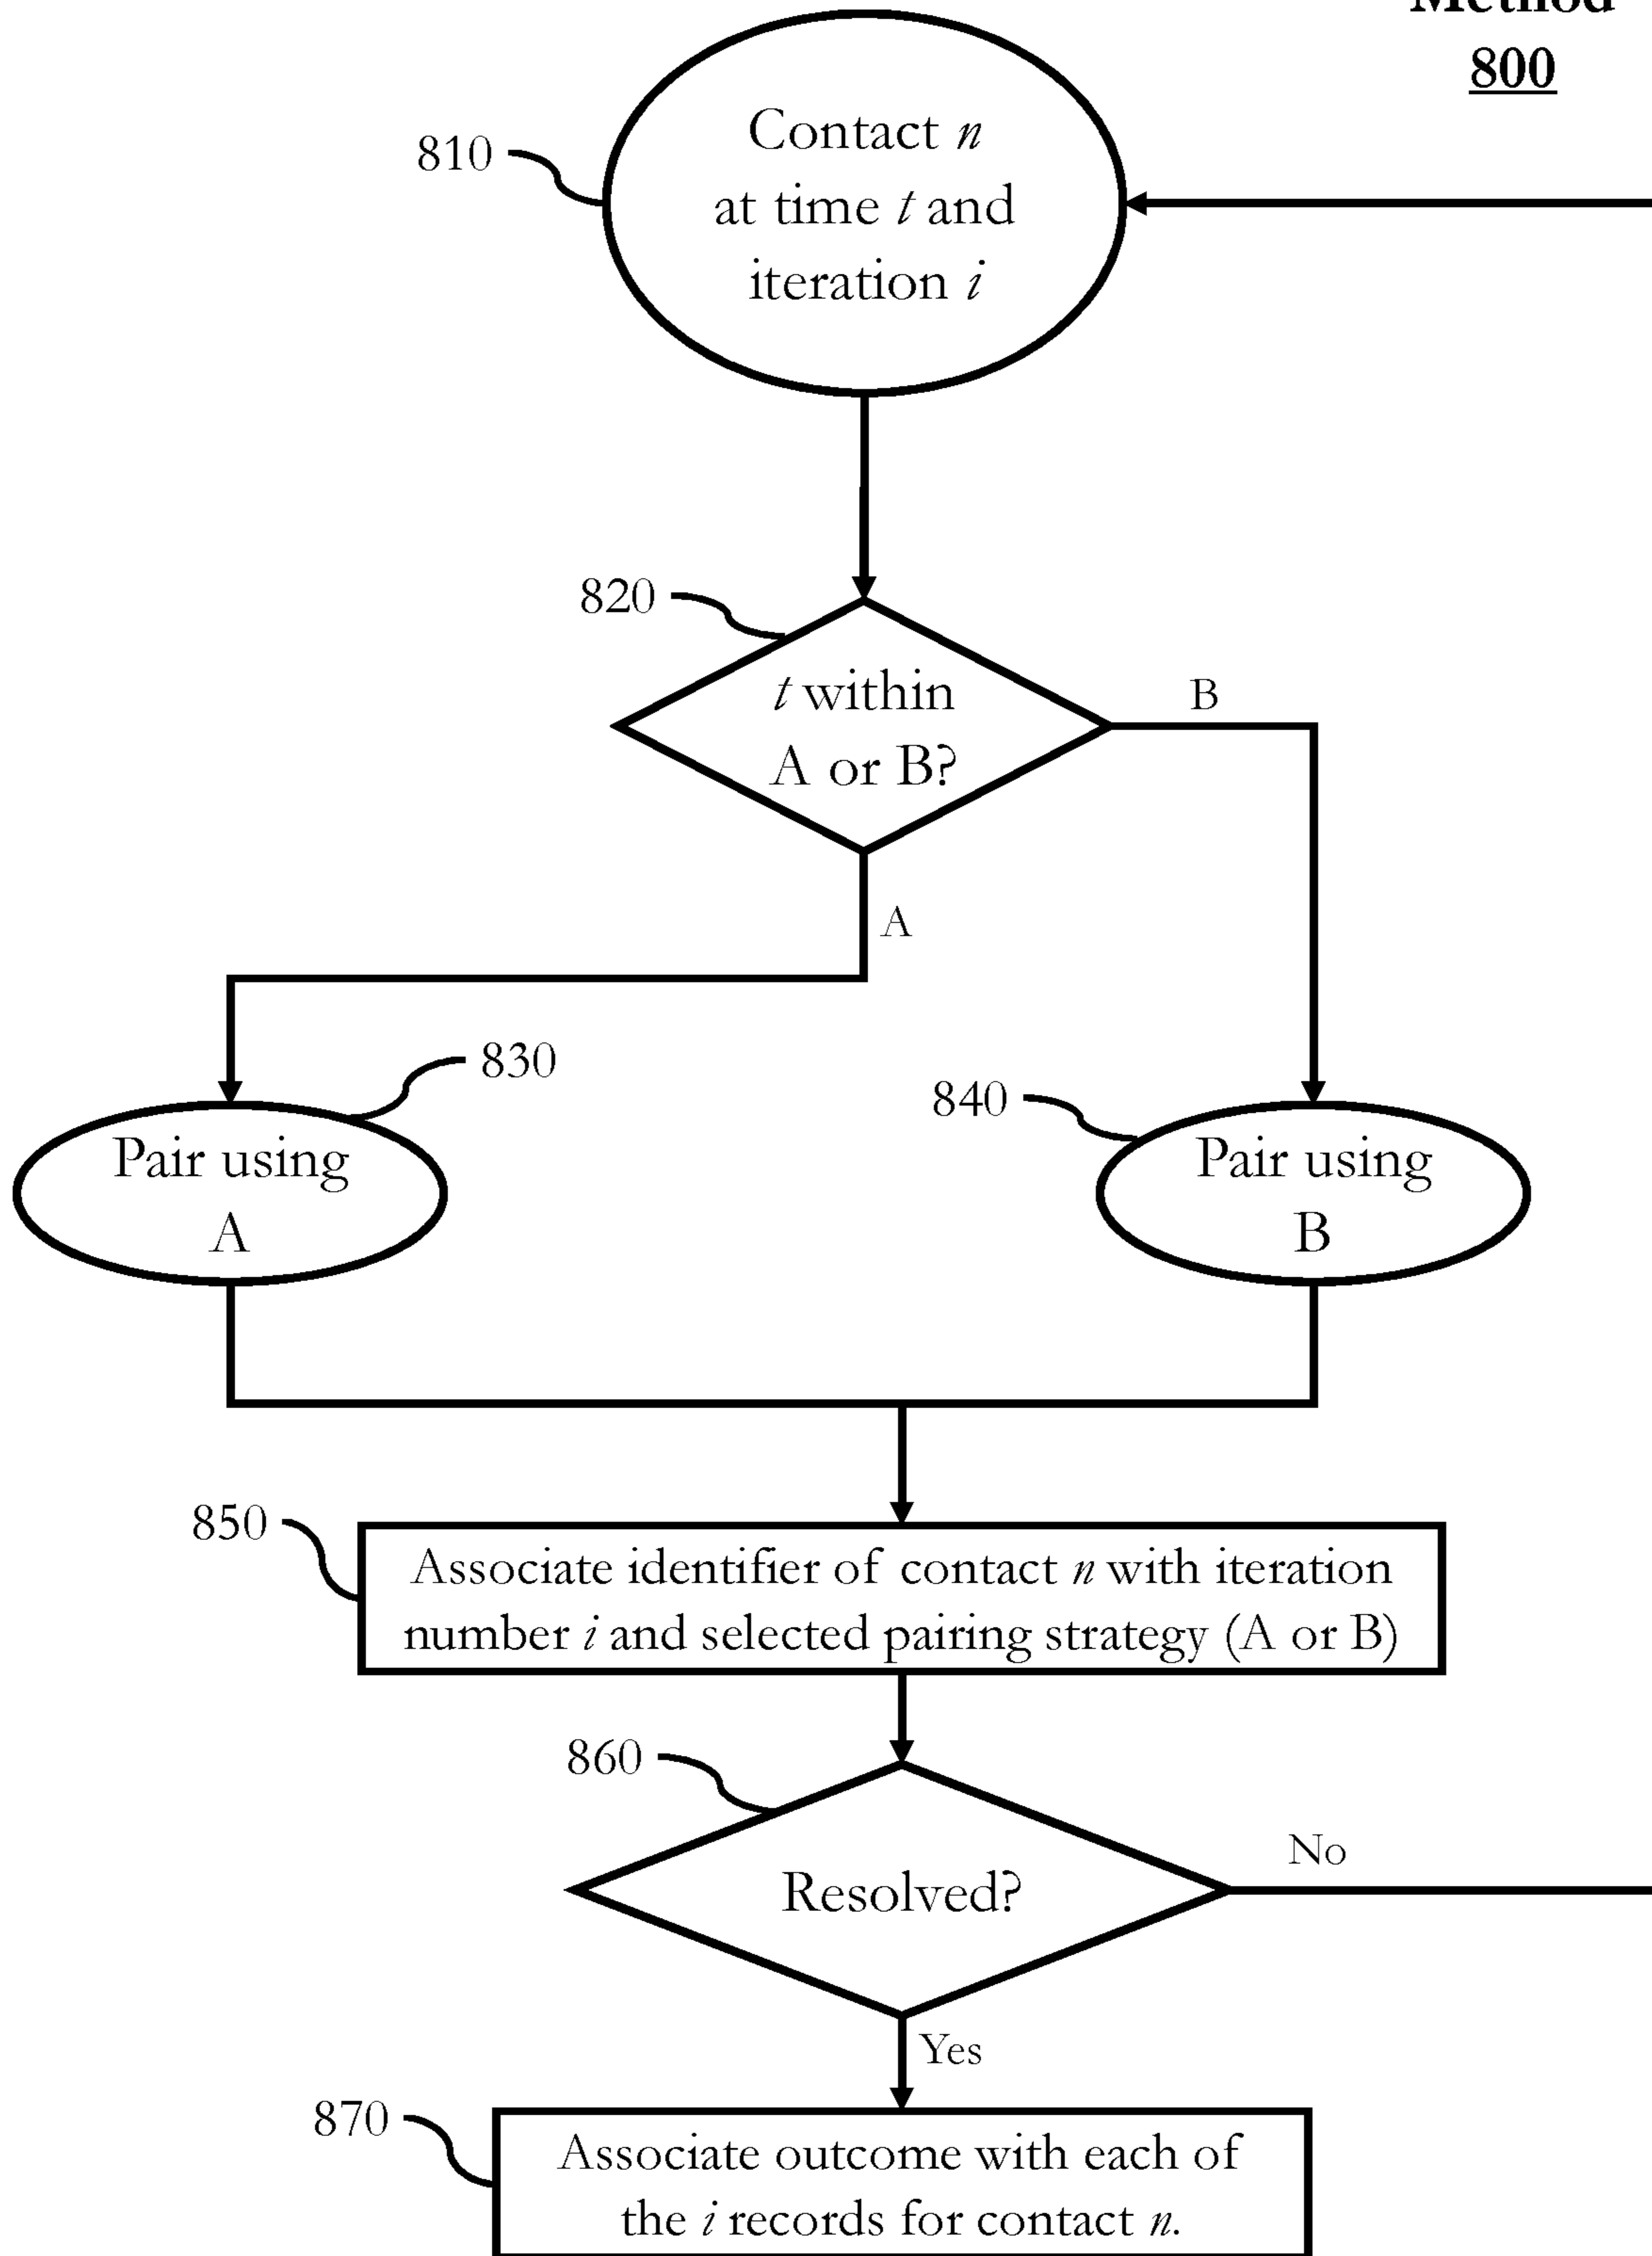 Method
800
810
Contact n
at time t and
iteration i
820
t within
A or B?
B
A
830
Pair using
A
840
Pair using
B
850
Associate identifier of contact n with iteration
number i and selected pairing strategy (A or B)
860
Resolved?
No
Yes
870
Associate outcome with each of
the i records for contact n.